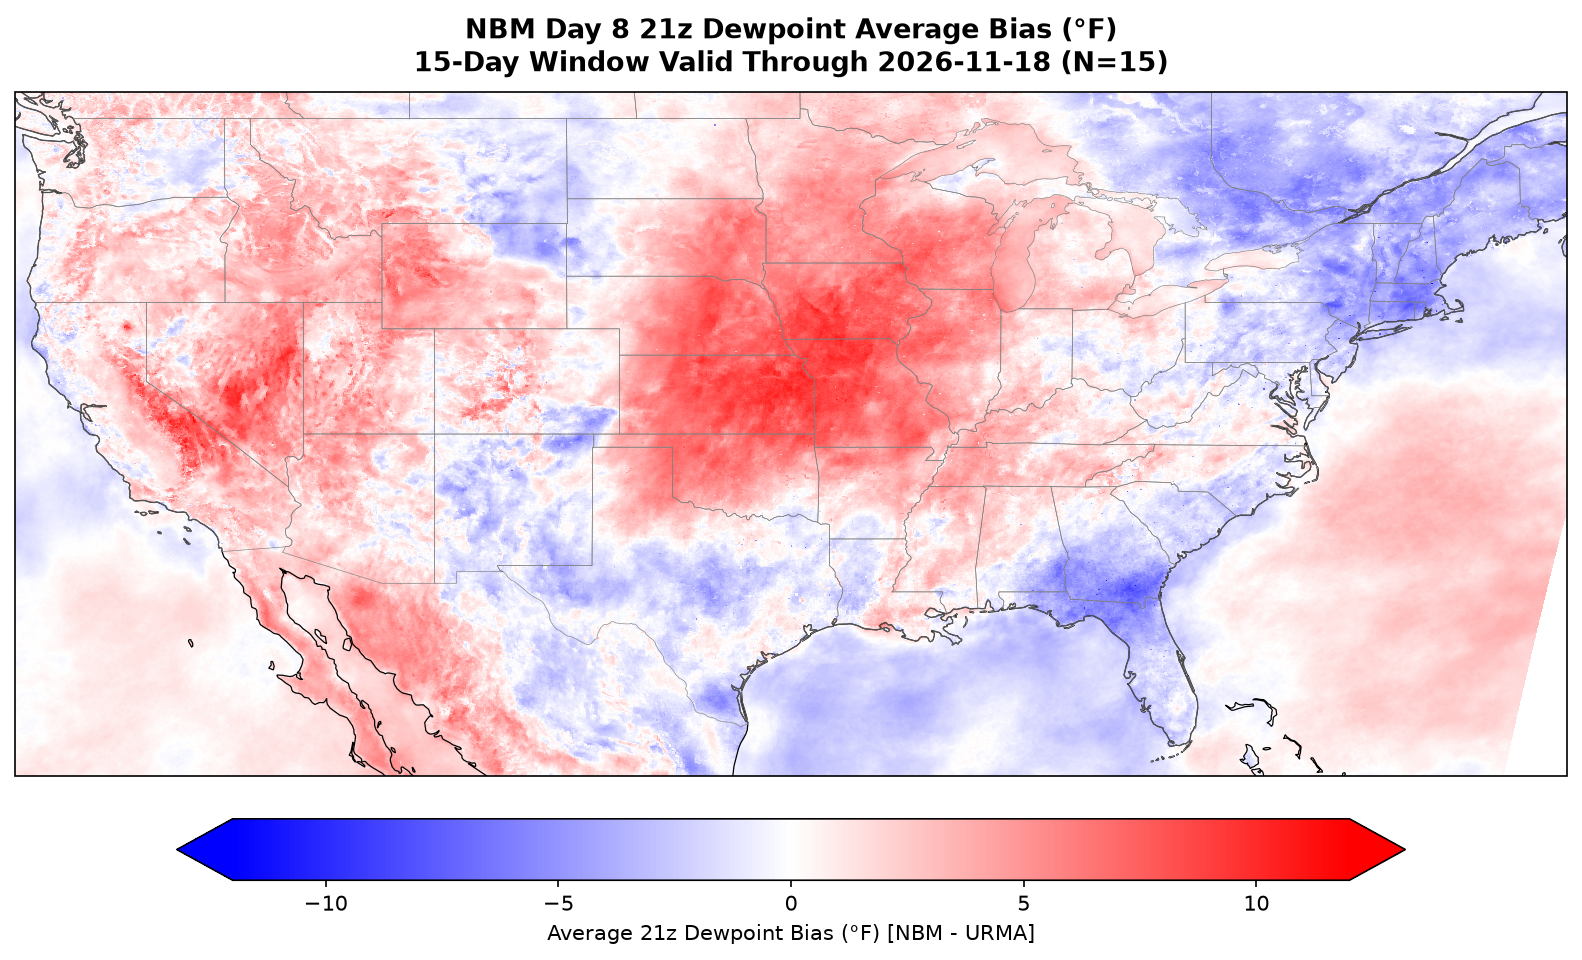 NBM Day 8 21z Dewpoint Average Bias (°F)
15-Day Window Valid Through 2026-11-18 (N=15)
−10 −5 0 5 10
Average 21z Dewpoint Bias (°F) [NBM - URMA]